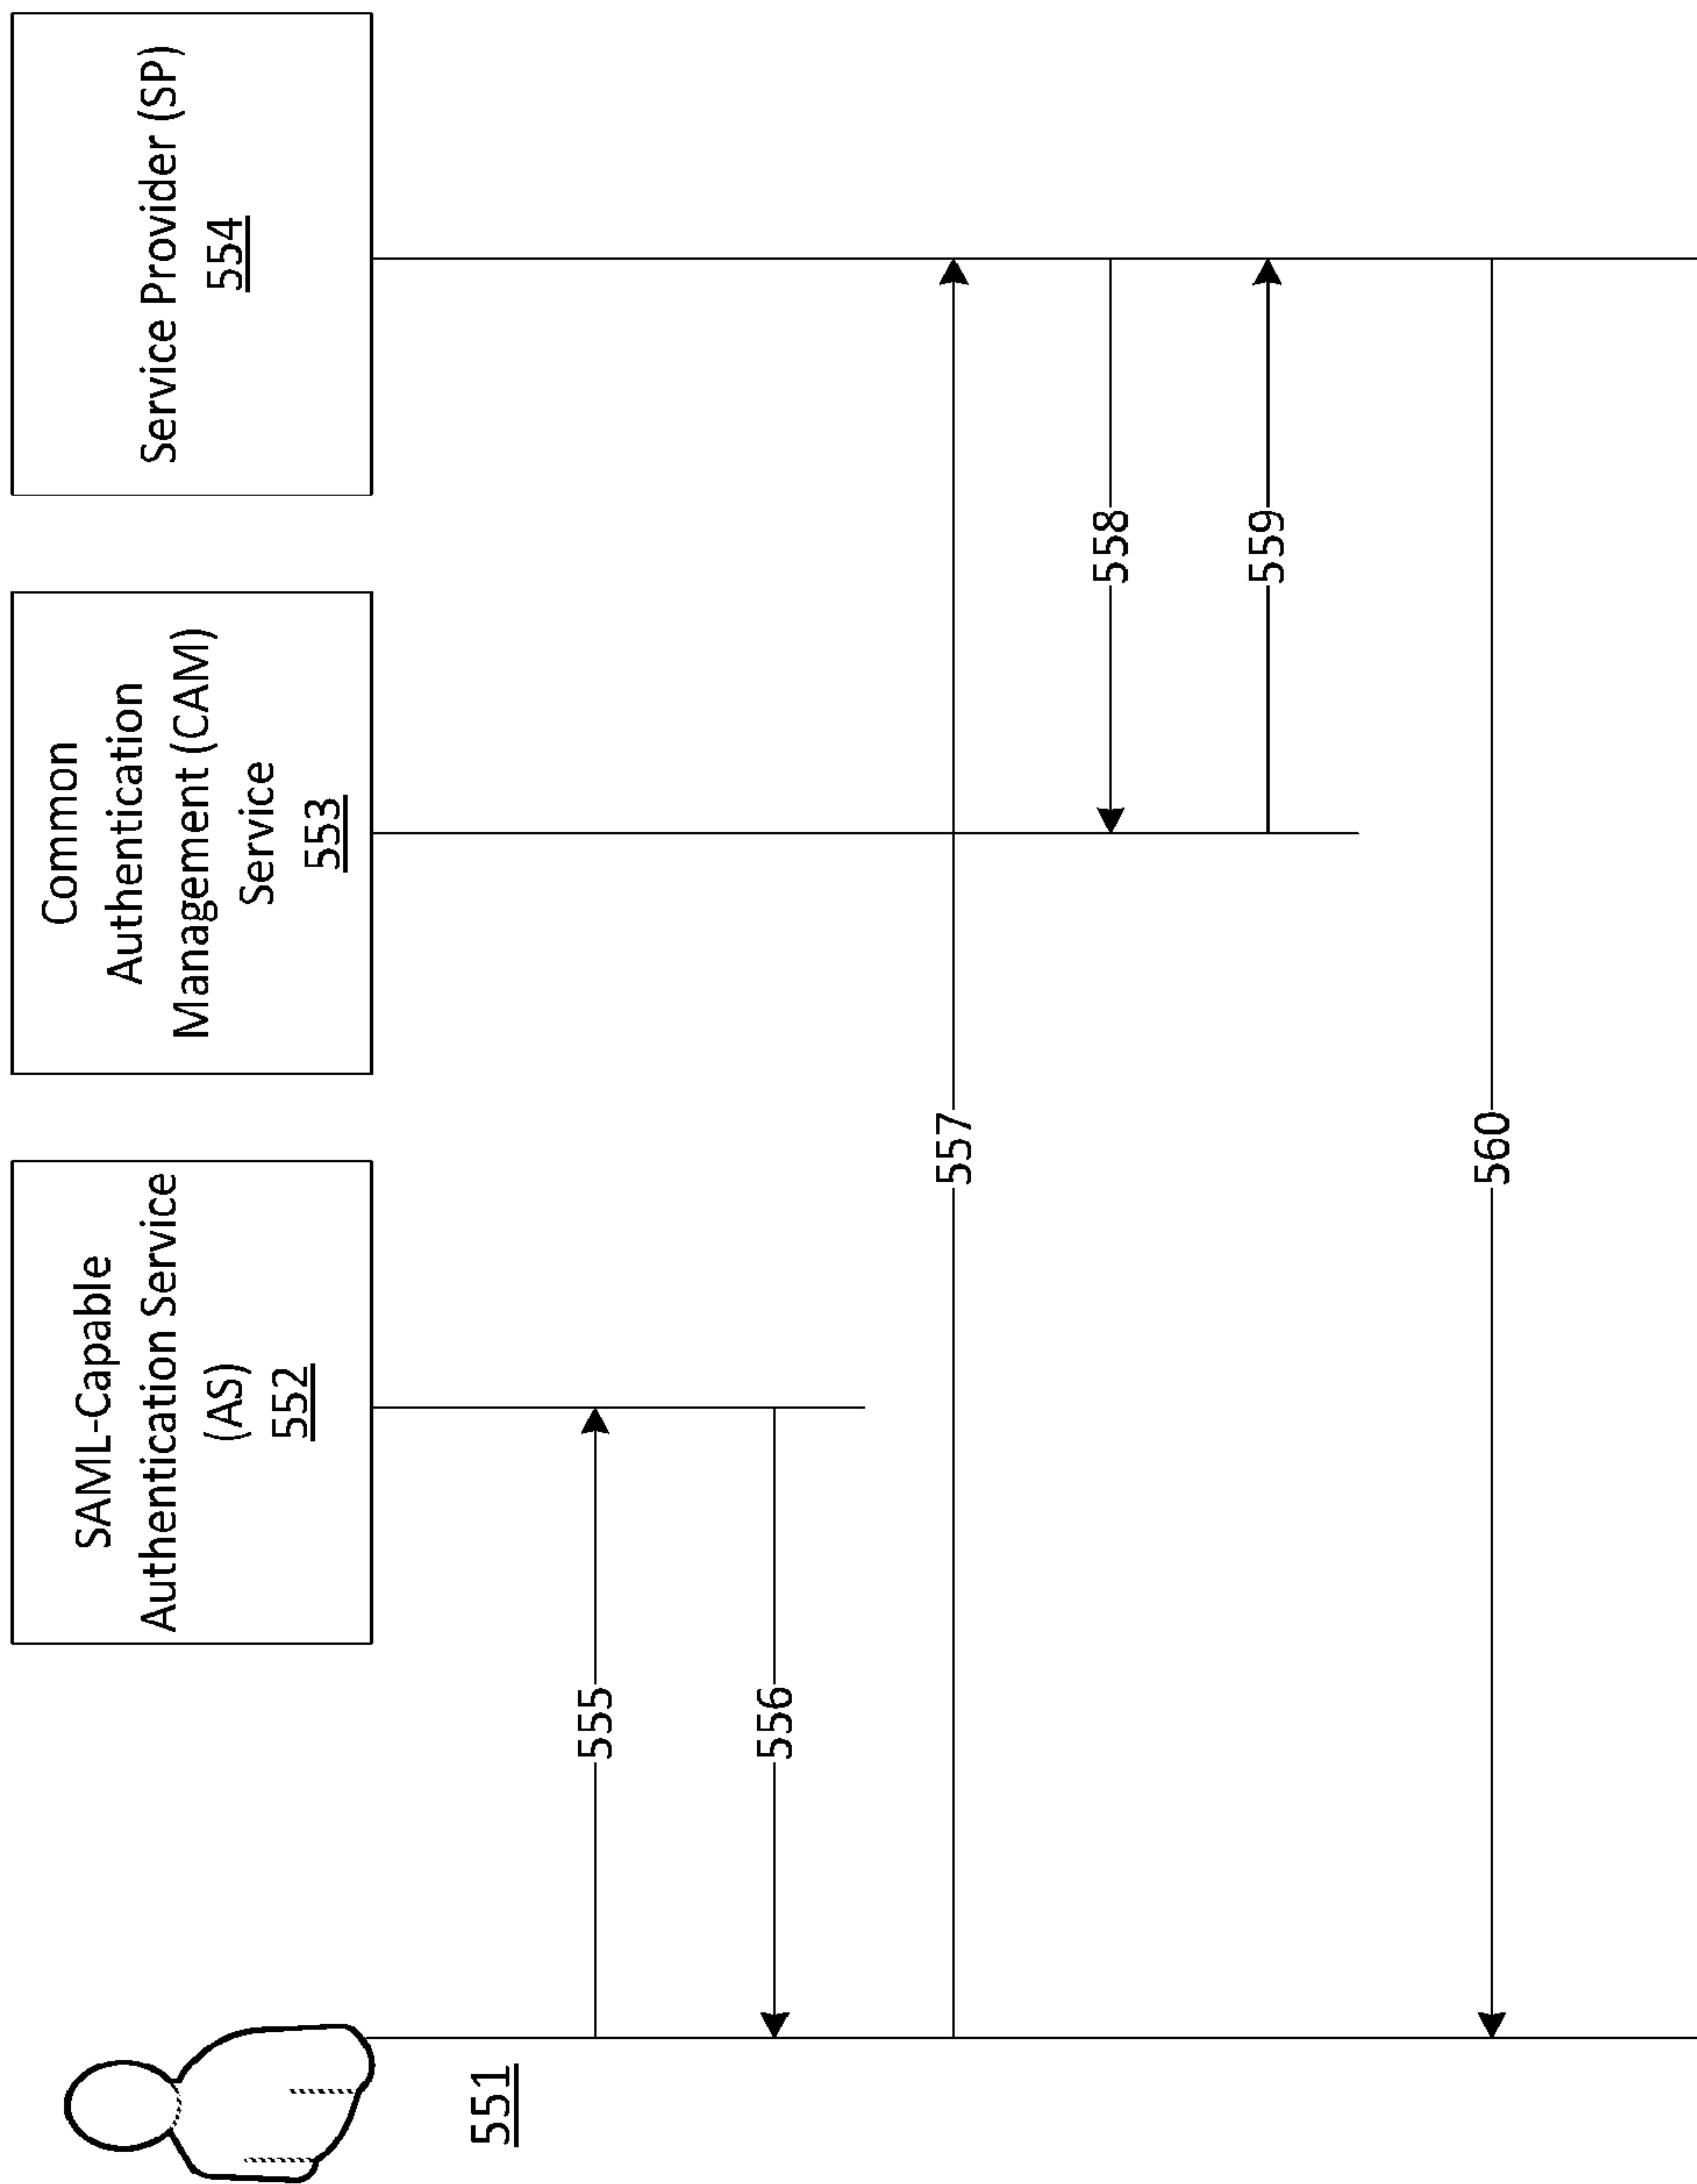 551
SAML-Capable
Authentication Service
(AS)
552
Common
Authentication
Management (CAM)
Service
553
Service Provider (SP)
554
555
556
557
558
559
560